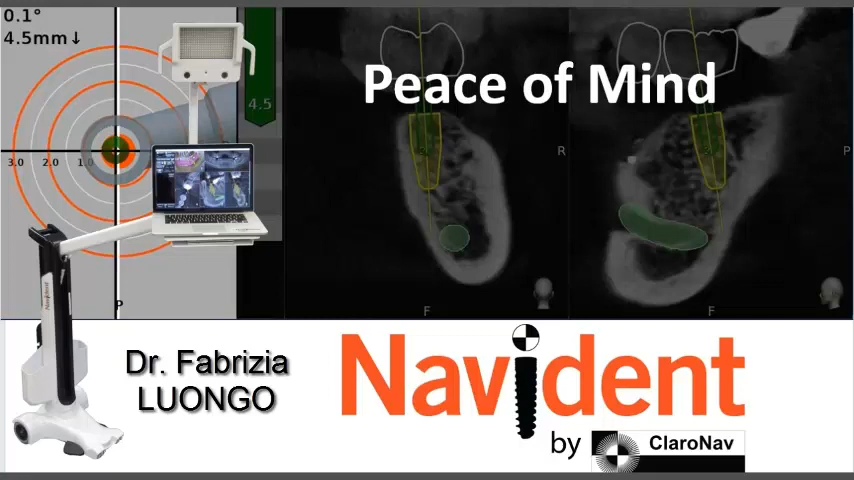 0.1°
4.5mm↓
Peace of Mind
4.5
3.0 2.0 1.0
R
P
P
F
F
Dr. Fabrizia
LUONGO
Navident
by ClaroNav